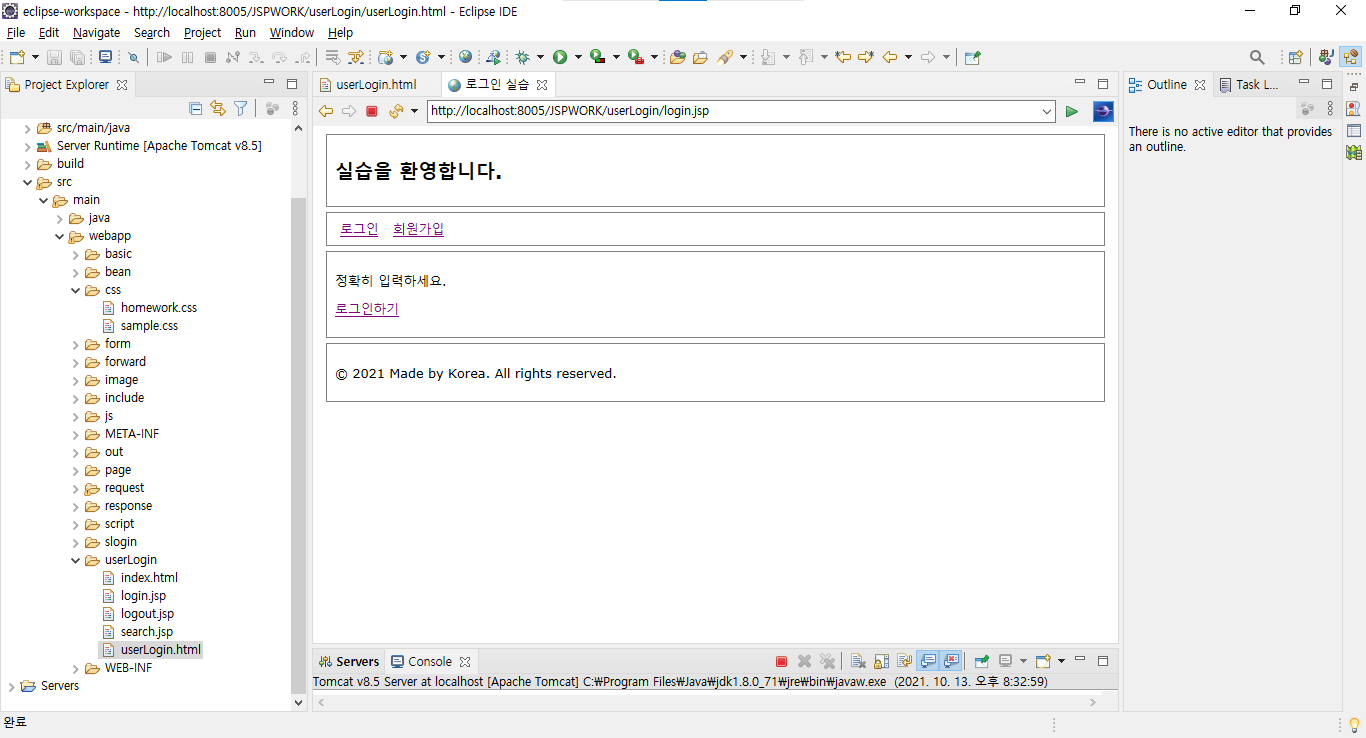 eclipse-workspace - http://localhost:8005/JSPWORK/userLogin/userLogin.html - Eclipse IDE
File Edit Navigate Search Project Run Window Help
Project Explorer
src/main/java
Server Runtime [Apache Tomcat v8.5]
build
src
main
java
webapp
basic
bean
css
homework.css
sample.css
form
forward
image
include
js
META-INF
out
page
request
response
script
slogin
userLogin
index.html
login.jsp
logout.jsp
search.jsp
userLogin.html
WEB-INF
Servers
userLogin.html 로그인 실습
http://localhost:8005/JSPWORK/userLogin/login.jsp
실습을 환영합니다.
로그인 회원가입
정확히 입력하세요.
로그인하기
© 2021 Made by Korea. All rights reserved.
Servers Console
Tomcat v8.5 Server at localhost [Apache Tomcat] C:₩Program Files₩Java₩jdk1.8.0_71₩jre₩bin₩javaw.exe (2021. 10. 13. 오후 8:32:59)
Outline Task L...
There is no active editor that provides
an outline.
완료